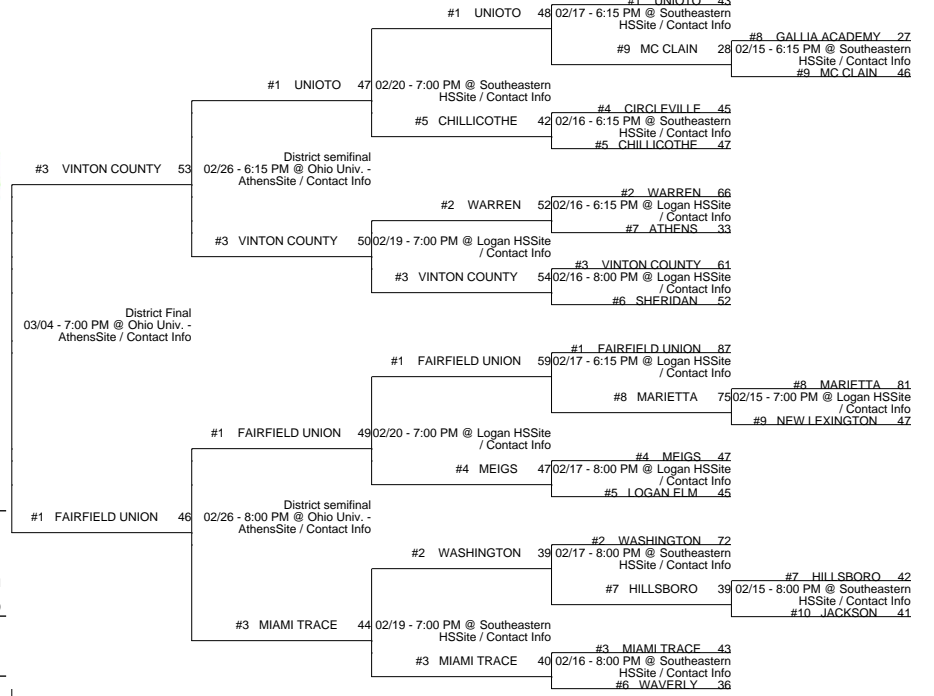 #1 UNIOTO 43
#1 UNIOTO 48
02/17 - 6:15 PM @ Southeastern
HSSite / Contact Info
#8 GALLIA ACADEMY 27
#9 MC CLAIN 28
02/15 - 6:15 PM @ Southeastern
HSSite / Contact Info
#9 MC CLAIN 46
#1 UNIOTO 47
02/20 - 7:00 PM @ Southeastern
HSSite / Contact Info
#4 CIRCLEVILLE 45
#5 CHILLICOTHE 42
02/16 - 6:15 PM @ Southeastern
HSSite / Contact Info
#5 CHILLICOTHE 47
#3 VINTON COUNTY 53
District semifinal
02/26 - 6:15 PM @ Ohio Univ. -
AthensSite / Contact Info
#2 WARREN 66
#2 WARREN 52
02/16 - 6:15 PM @ Logan HSSite
/ Contact Info
#7 ATHENS 33
#3 VINTON COUNTY 50
02/19 - 7:00 PM @ Logan HSSite
/ Contact Info
#3 VINTON COUNTY 61
#3 VINTON COUNTY 54
02/16 - 8:00 PM @ Logan HSSite
/ Contact Info
#6 SHERIDAN 52
District Final
03/04 - 7:00 PM @ Ohio Univ. -
AthensSite / Contact Info
#1 FAIRFIELD UNION 87
#1 FAIRFIELD UNION 59
02/17 - 6:15 PM @ Logan HSSite
/ Contact Info
#8 MARIETTA 81
#8 MARIETTA 75
02/15 - 7:00 PM @ Logan HSSite
/ Contact Info
#9 NEW LEXINGTON 47
#1 FAIRFIELD UNION 49
02/20 - 7:00 PM @ Logan HSSite
/ Contact Info
#4 MEIGS 47
#4 MEIGS 47
02/17 - 8:00 PM @ Logan HSSite
/ Contact Info
#5 LOGAN ELM 45
#1 FAIRFIELD UNION 46
District semifinal
02/26 - 8:00 PM @ Ohio Univ. -
AthensSite / Contact Info
#2 WASHINGTON 72
#2 WASHINGTON 39
02/17 - 8:00 PM @ Southeastern
HSSite / Contact Info
#7 HILLSBORO 42
#7 HILLSBORO 39
02/15 - 8:00 PM @ Southeastern
HSSite / Contact Info
#10 JACKSON 41
#3 MIAMI TRACE 44
02/19 - 7:00 PM @ Southeastern
HSSite / Contact Info
#3 MIAMI TRACE 43
#3 MIAMI TRACE 40
02/16 - 8:00 PM @ Southeastern
HSSite / Contact Info
#6 WAVERLY 36